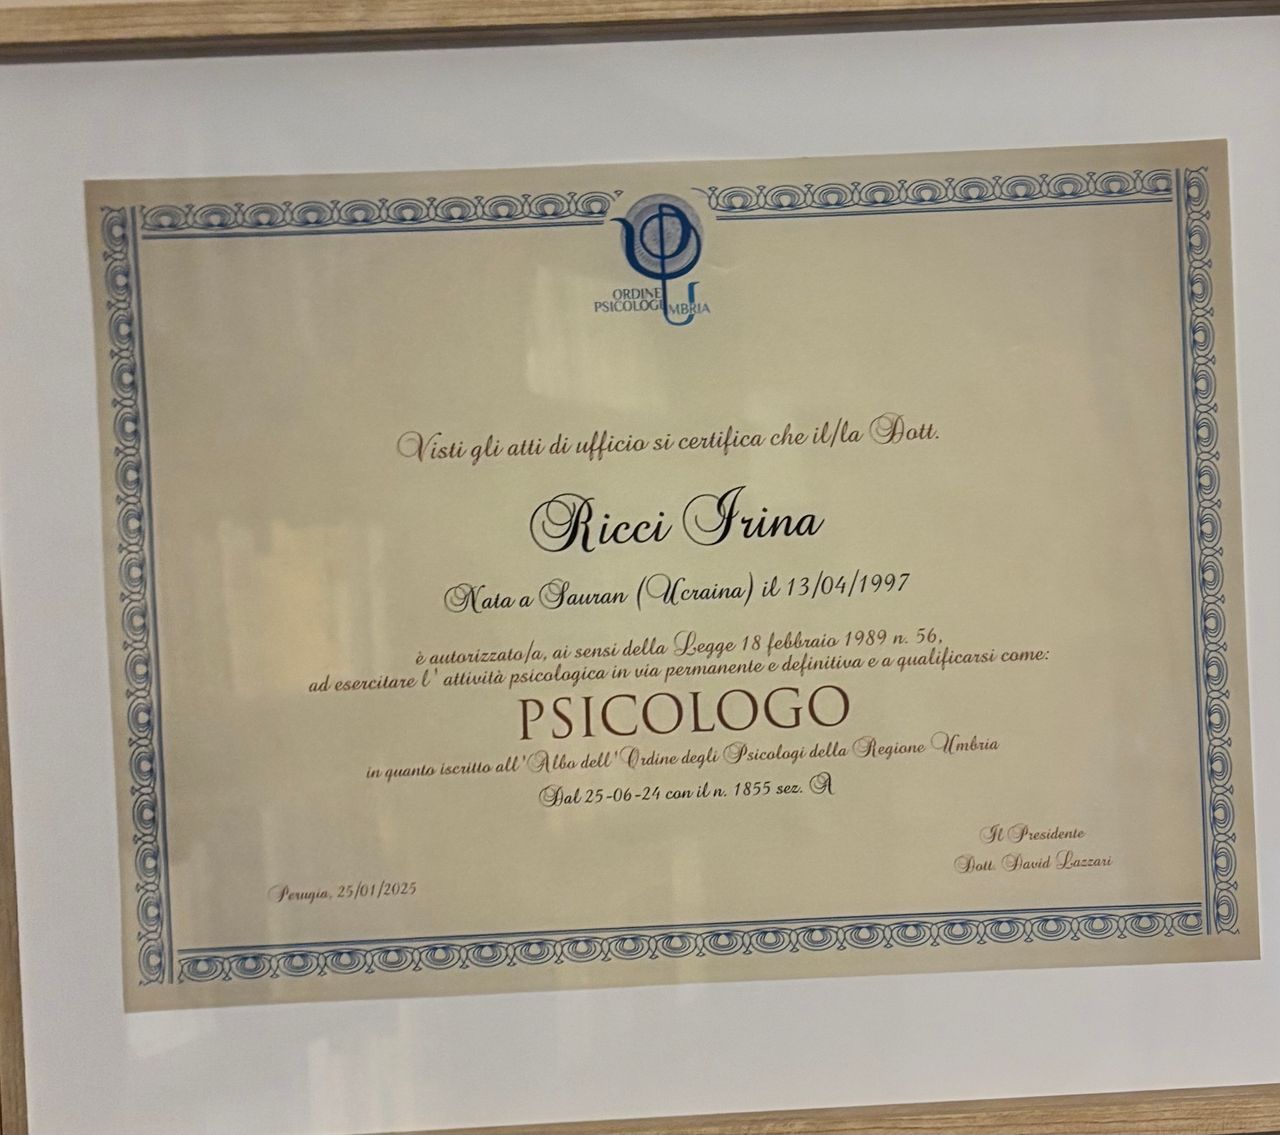 ORDINE
PSICOLOGI UMBRIA
Visti gli atti di ufficio si certifica che il/la Dott.
Ricci Irina
Nata a Sauran (Ucraina) il 13/04/1997
è autorizzato/a, ai sensi della Legge 18 febbraio 1989 n. 56,
ad esercitare l' attività psicologica in via permanente e definitiva e a qualificarsi come:
PSICOLOGO
in quanto iscritto all'Albo dell'Ordine degli Psicologi della Regione Umbria
Dal 25-06-24 con il n. 1855 sez. A
Il Presidente
Dott. David Lazzari
Perugia, 25/01/2025